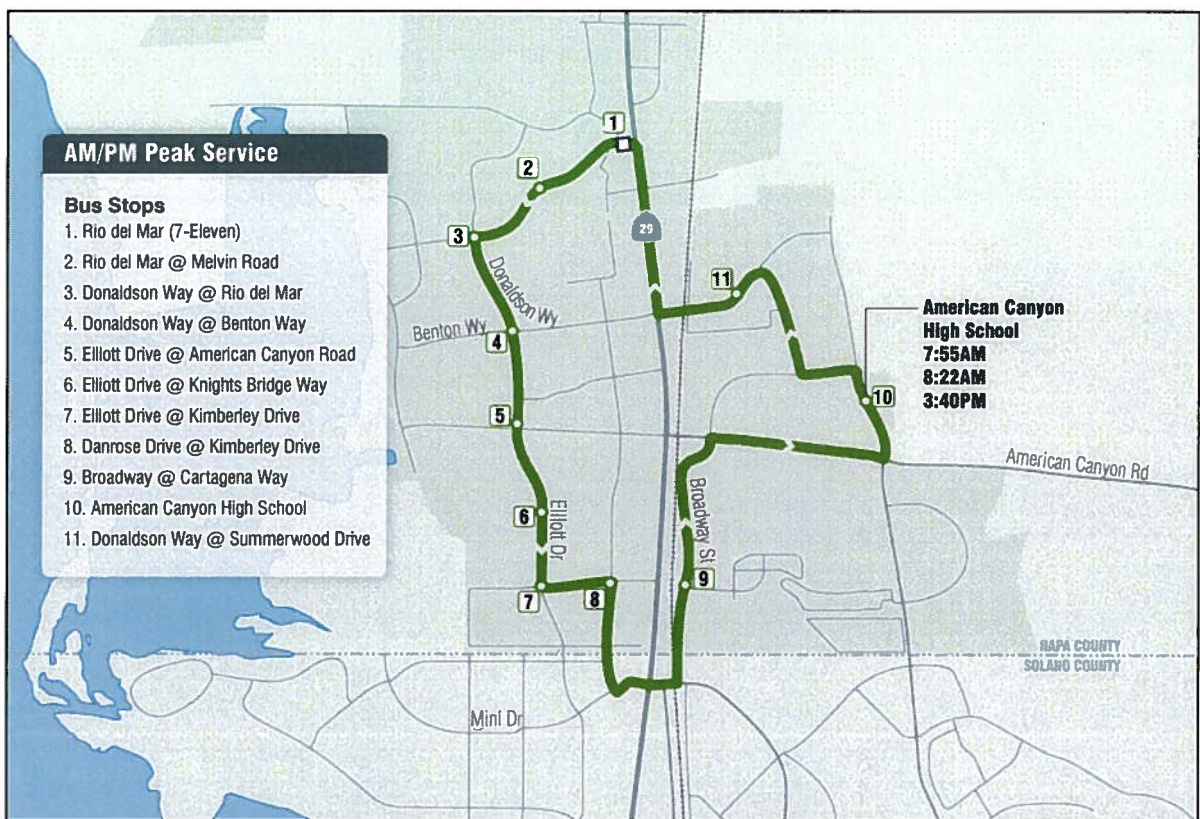 AM/PM Peak Service
Bus Stops
1. Rio del Mar (7-Eleven)
2. Rio del Mar @ Melvin Road
3. Donaldson Way @ Rio del Mar
4. Donaldson Way @ Benton Way
5. Elliott Drive @ American Canyon Road
6. Elliott Drive @ Knights Bridge Way
7. Elliott Drive @ Kimberley Drive
8. Danrose Drive @ Kimberley Drive
9. Broadway @ Cartagena Way
10. American Canyon High School
11. Donaldson Way @ Summerwood Drive
1
2
3
29
Donaldson Wy
11
Benton Wy
4
American Canyon
High School
7:55AM
8:22AM
3:40PM
10
5
American Canyon Rd
6
Elliott Dr
Broadway St
7
8
9
NAPA COUNTY
SOLANO COUNTY
Mini Dr